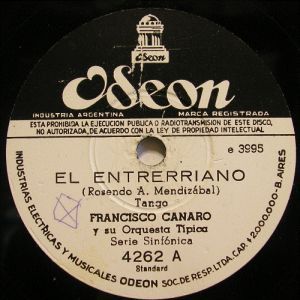 Odeon
Odeon
INDUSTRIA ARGENTINA MARCA REGISTRADA
ESTA PROHIBIDA LA EJECUCION PUBLICA O RADIOTRANSMISION DE ESTE DISCO,
NO AUTORIZADA, DE ACUERDO CON LA LEY DE PROPIEDAD INTELECTUAL
e 3995
EL ENTRERRIANO
(Rosendo A. Mendizábal)
Tango
FRANCISCO CANARO
y su Orquesta Típica
Serie Sinfónica
4262 A
Standard
INDUSTRIAS ELECTRICAS Y MUSICALES ODEON SOC. DE RESP. LTDA. CAP. $2.000.000-B. AIRES